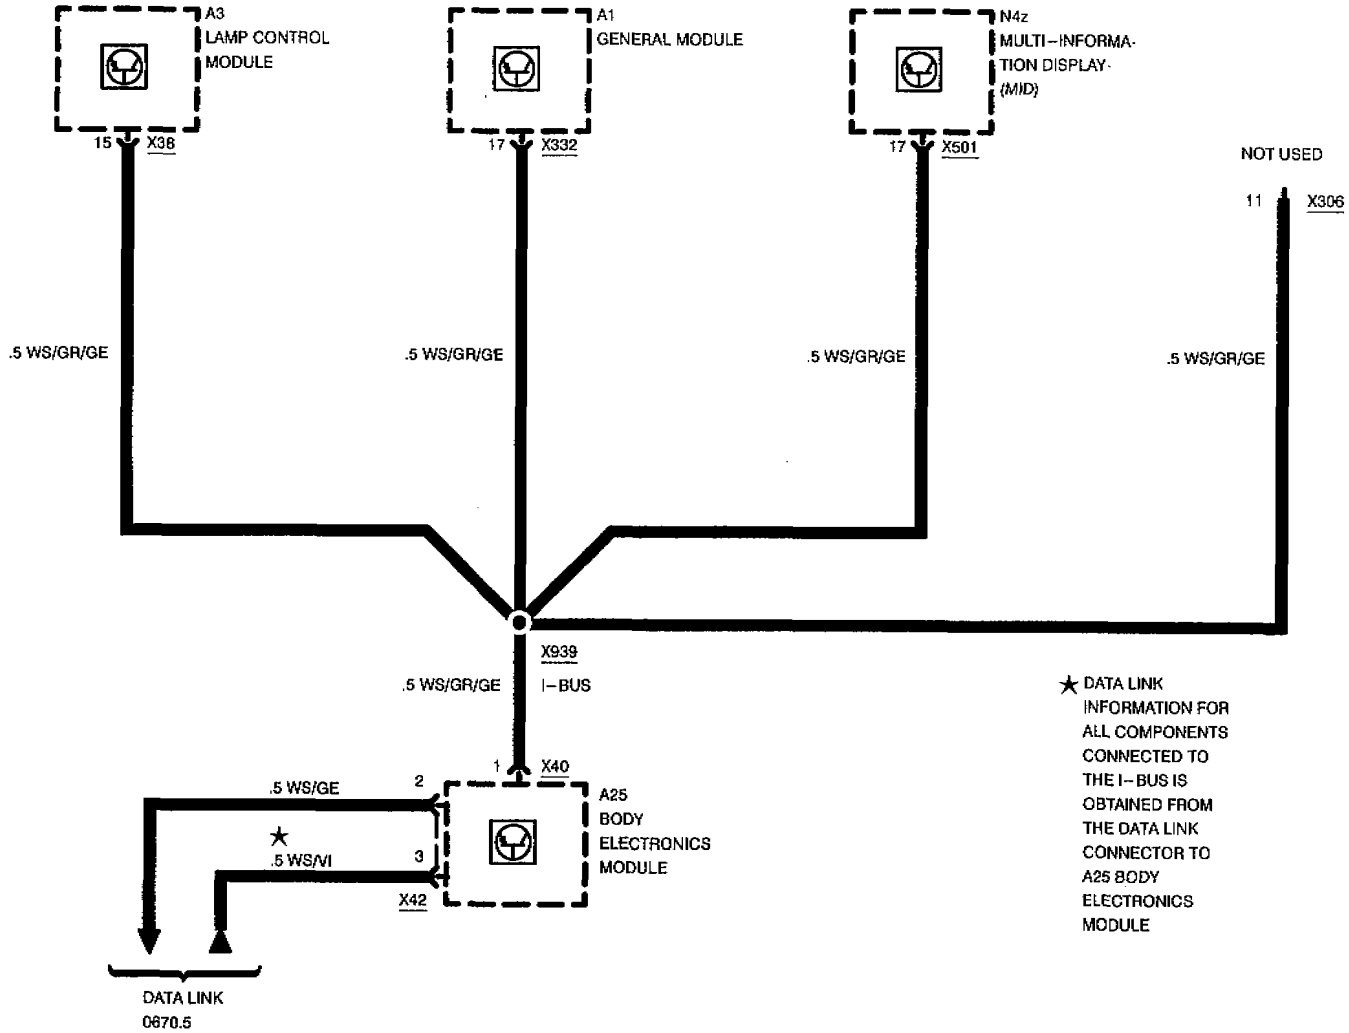 A3
LAMP CONTROL
MODULE
A1
GENERAL MODULE
N4z
MULTI-INFORMA-
TION DISPLAY-
(MID)
15 X38
17 X332
17 X501
NOT USED
11 X306
.5 WS/GR/GE
.5 WS/GR/GE
.5 WS/GR/GE
.5 WS/GR/GE
X939
.5 WS/GR/GE I-BUS
1 X40
2
.5 WS/GE
3
.5 WS/VI
X42
A25
BODY
ELECTRONICS
MODULE
★ DATA LINK
INFORMATION FOR
ALL COMPONENTS
CONNECTED TO
THE I-BUS IS
OBTAINED FROM
THE DATA LINK
CONNECTOR TO
A25 BODY
ELECTRONICS
MODULE
DATA LINK
0670.5